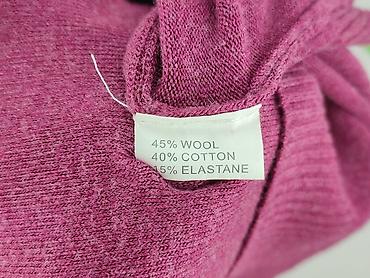 45% WOOL
40% COTTON
15% ELASTANE